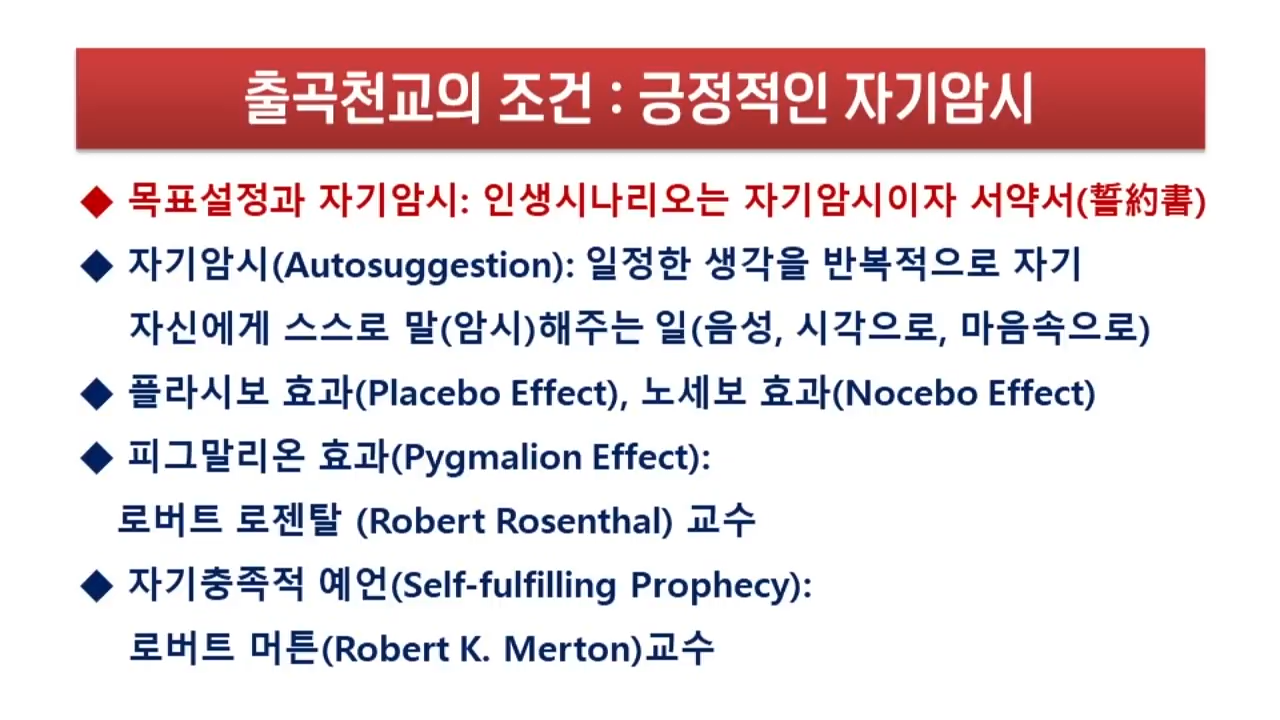 출곡천교의 조건 : 긍정적인 자기암시
◆ 목표설정과 자기암시: 인생시나리오는 자기암시이자 서약서(誓約書)
◆ 자기암시(Autosuggestion): 일정한 생각을 반복적으로 자기
자신에게 스스로 말(암시)해주는 일(음성, 시각으로, 마음속으로)
◆ 플라시보 효과(Placebo Effect), 노세보 효과(Nocebo Effect)
◆ 피그말리온 효과(Pygmalion Effect):
로버트 로젠탈 (Robert Rosenthal) 교수
◆ 자기충족적 예언(Self-fulfilling Prophecy):
로버트 머튼(Robert K. Merton)교수